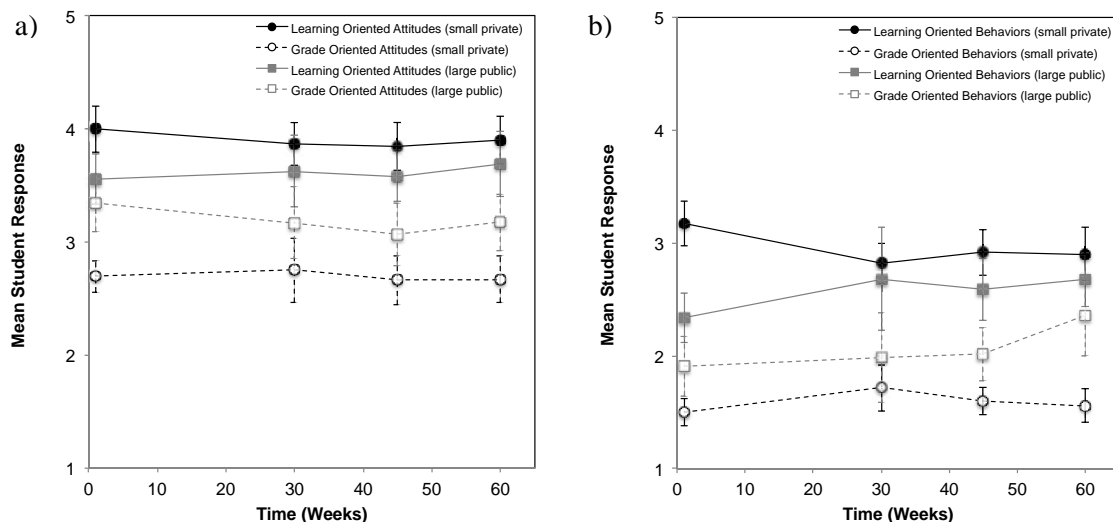 a)
Mean Student Response
5
4
3
2
1
Learning Oriented Attitudes (small private)
Grade Oriented Attitudes (small private)
Learning Oriented Attitudes (large public)
Grade Oriented Attitudes (large public)
0 10 20 30 40 50 60
Time (Weeks)
b)
Mean Student Response
5
4
3
2
1
Learning Oriented Behaviors (small private)
Grade Oriented Behaviors (small private)
Learning Oriented Behaviors (large public)
Grade Oriented Behaviors (large public)
0 10 20 30 40 50 60
Time (Weeks)